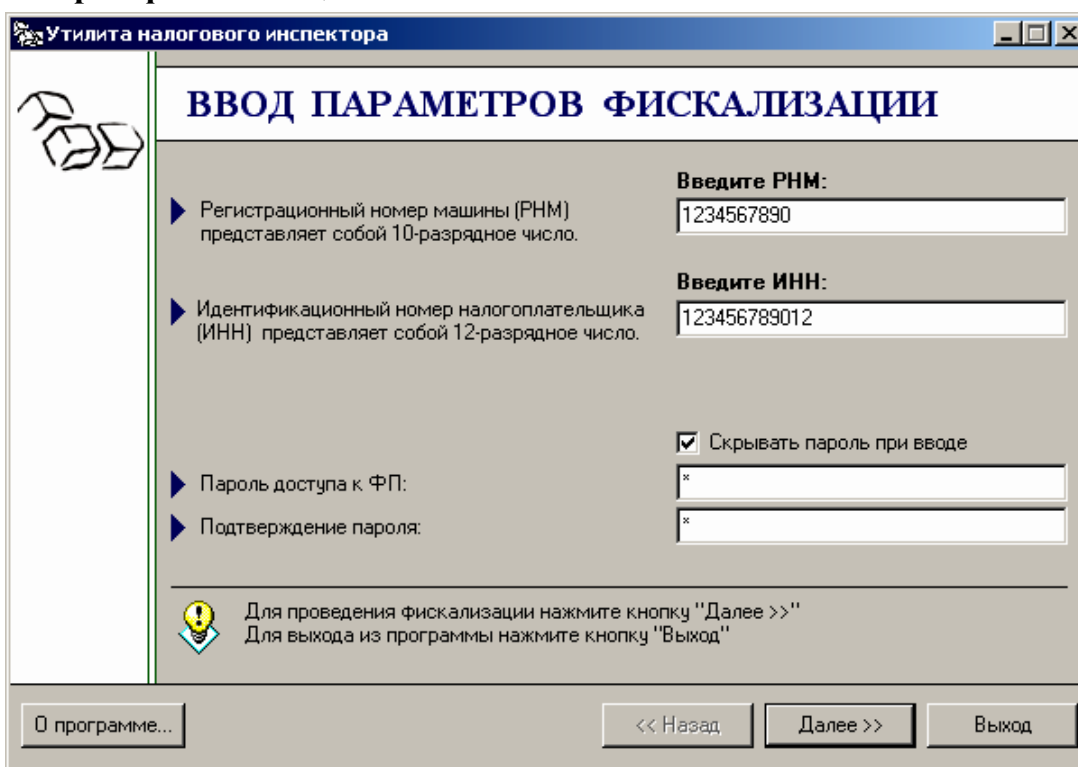 Утилита налогового инспектора
ВВОД ПАРАМЕТРОВ ФИСКАЛИЗАЦИИ
Введите РНМ:
Регистрационный номер машины (РНМ)
представляет собой 10-разрядное число.
1234567890
Введите ИНН:
Идентификационный номер налогоплательщика
(ИНН) представляет собой 12-разрядное число.
123456789012
Скрывать пароль при вводе
Пароль доступа к ФП:
*
Подтверждение пароля:
*
Для проведения фискализации нажмите кнопку "Далее >>"
Для выхода из программы нажмите кнопку "Выход"
О программе...
<< Назад
Далее >>
Выход